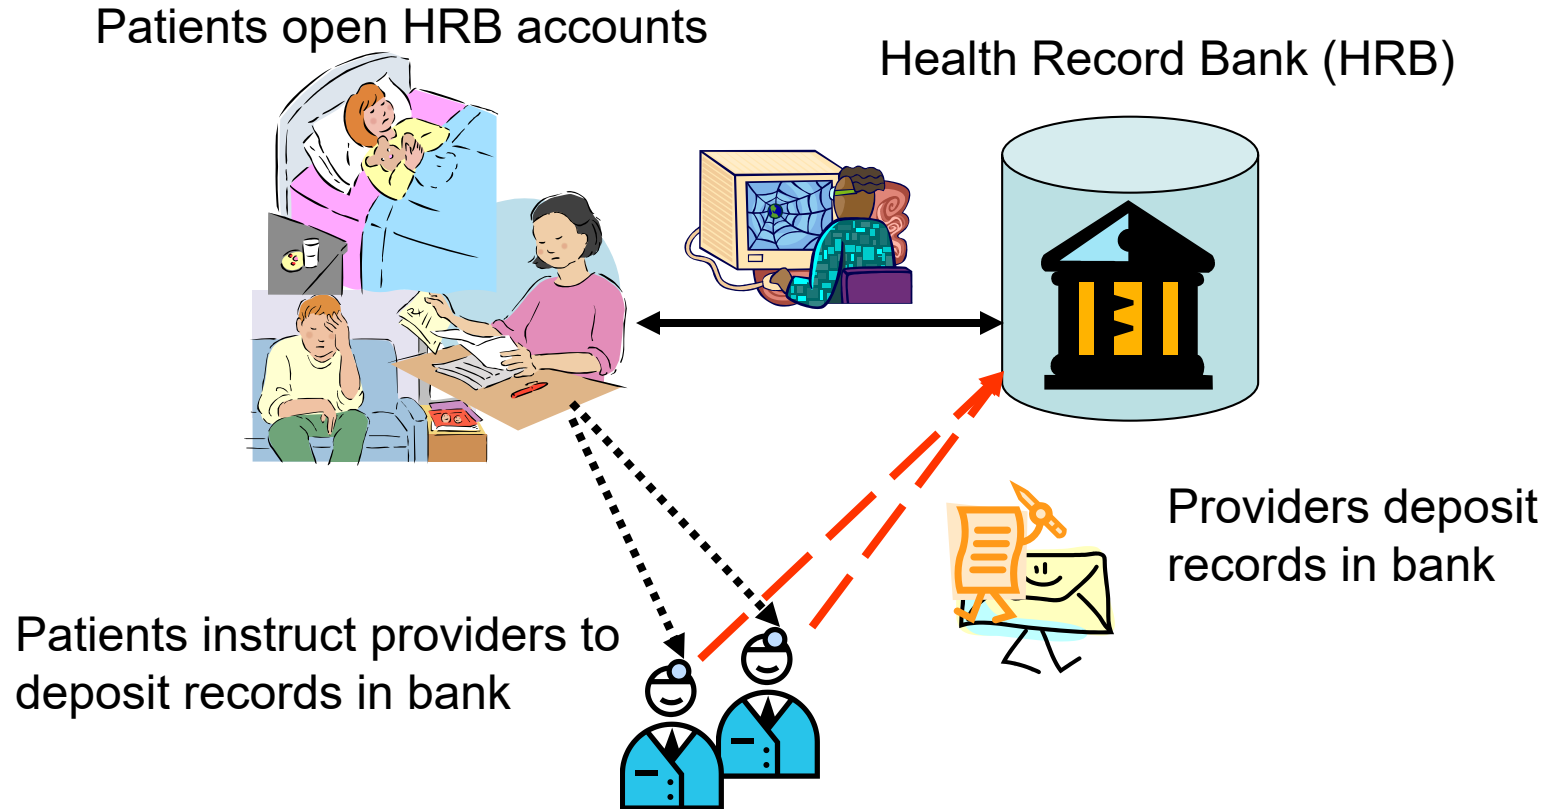 Patients open HRB accounts
Health Record Bank (HRB)
Providers deposit
records in bank
Patients instruct providers to
deposit records in bank